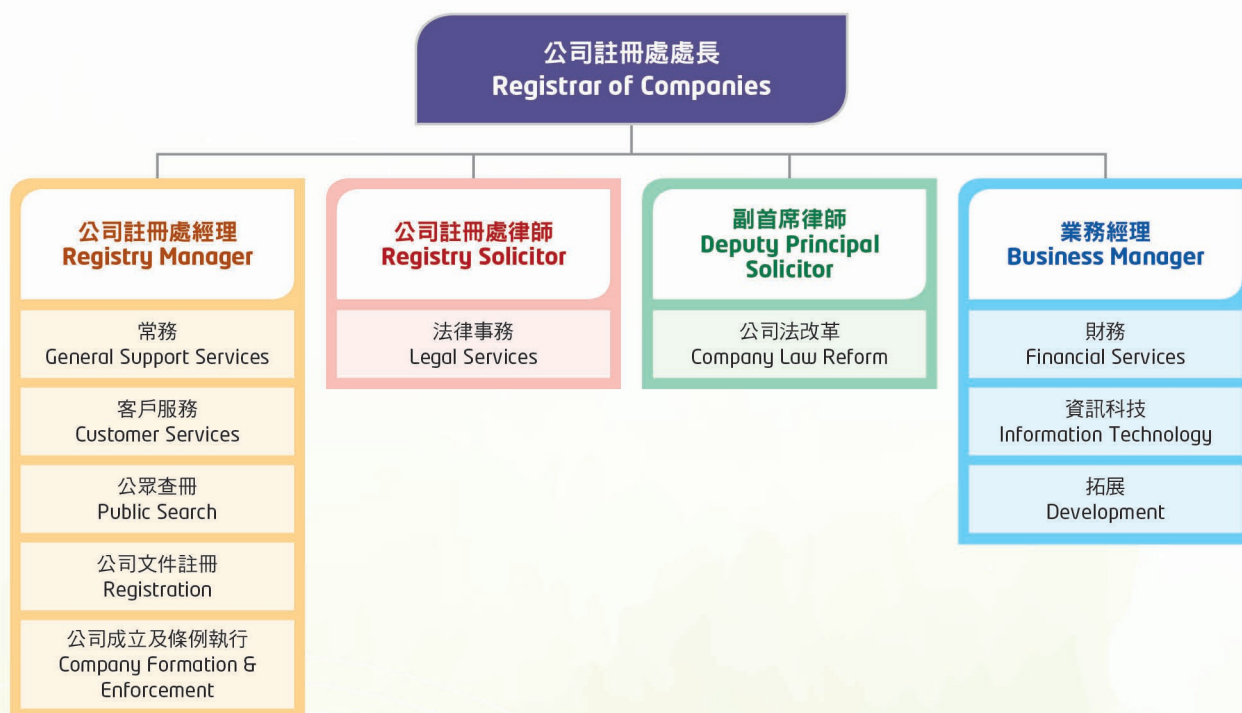 公司註冊處處長
Registrar of Companies
公司註冊處經理
Registry Manager
常務
General Support Services
客戶服務
Customer Services
公眾查冊
Public Search
公司文件註冊
Registration
公司成立及條例執行
Company Formation &
Enforcement
公司註冊處律師
Registry Solicitor
法律事務
Legal Services
副首席律師
Deputy Principal
Solicitor
公司法改革
Company Law Reform
業務經理
Business Manager
財務
Financial Services
資訊科技
Information Technology
拓展
Development